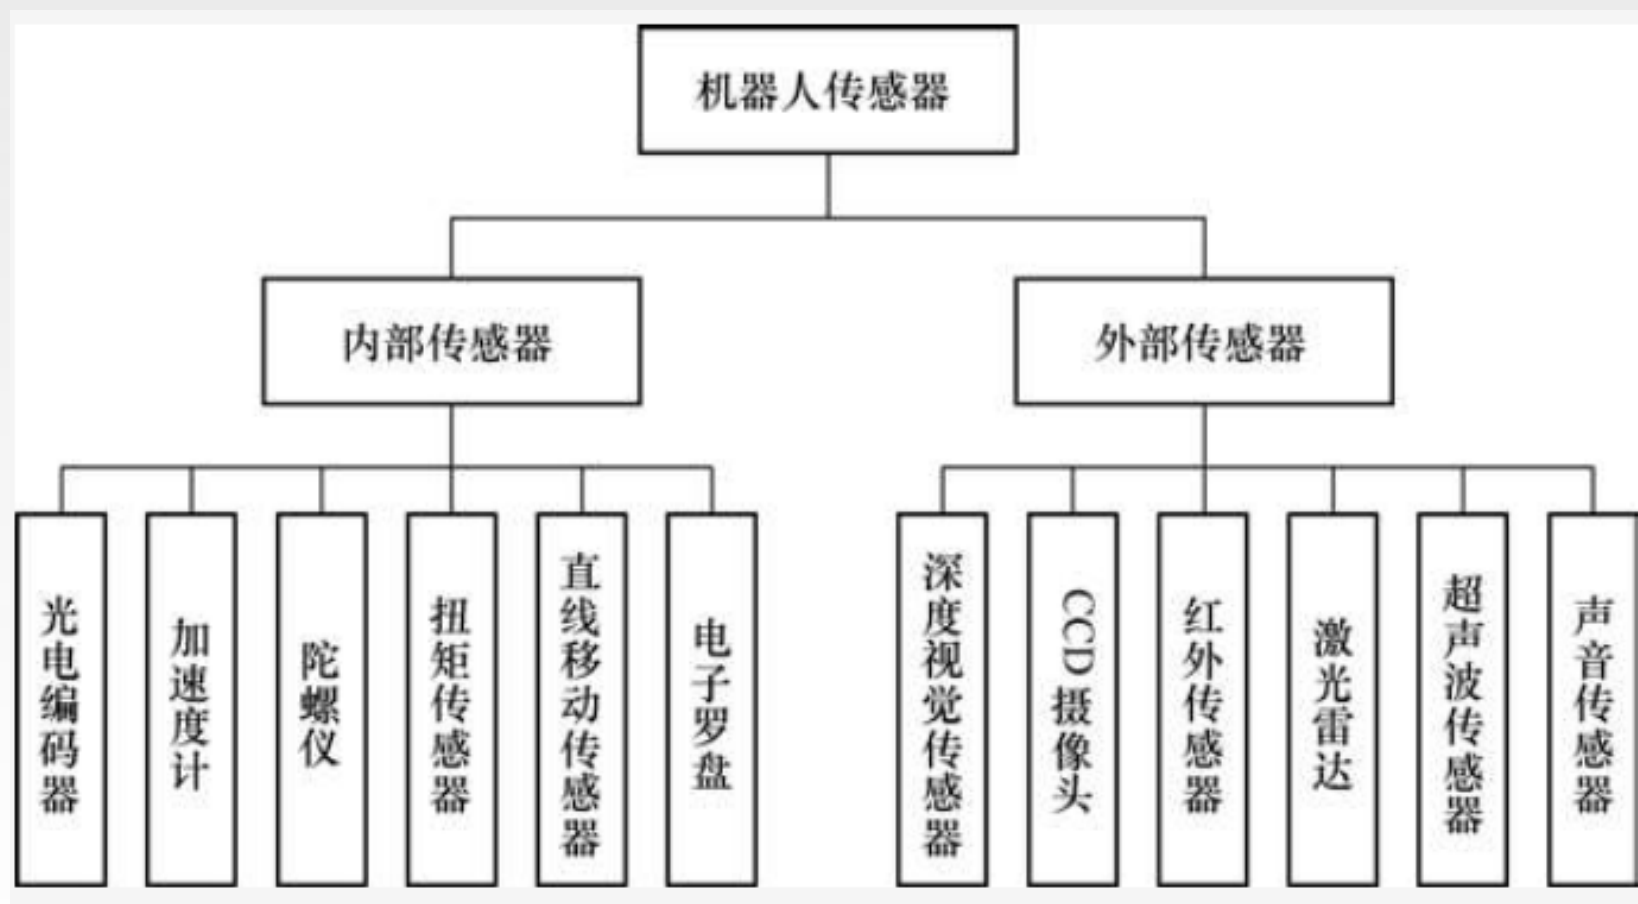 机器人传感器
内部传感器
外部传感器
光电编码器
加速度计
陀螺仪
扭矩传感器
直线移动传感器
电子罗盘
深度视觉传感器
CCD摄像头
红外传感器
激光雷达
超声波传感器
声音传感器